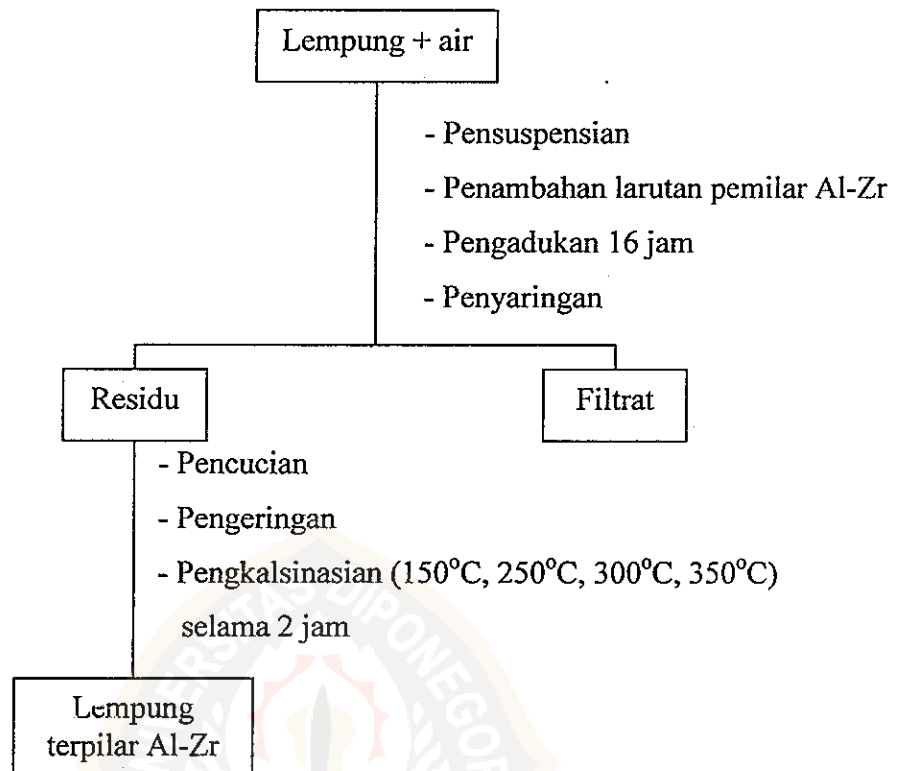 Lempung + air
- Pensuspensian
- Penambahan larutan pemilar Al-Zr
- Pengadukan 16 jam
- Penyaringan
Residu
Filtrat
- Pencucian
- Pengeringan
- Pengkalsinasian (150°C, 250°C, 300°C, 350°C)
selama 2 jam
Lempung
terpilar Al-Zr